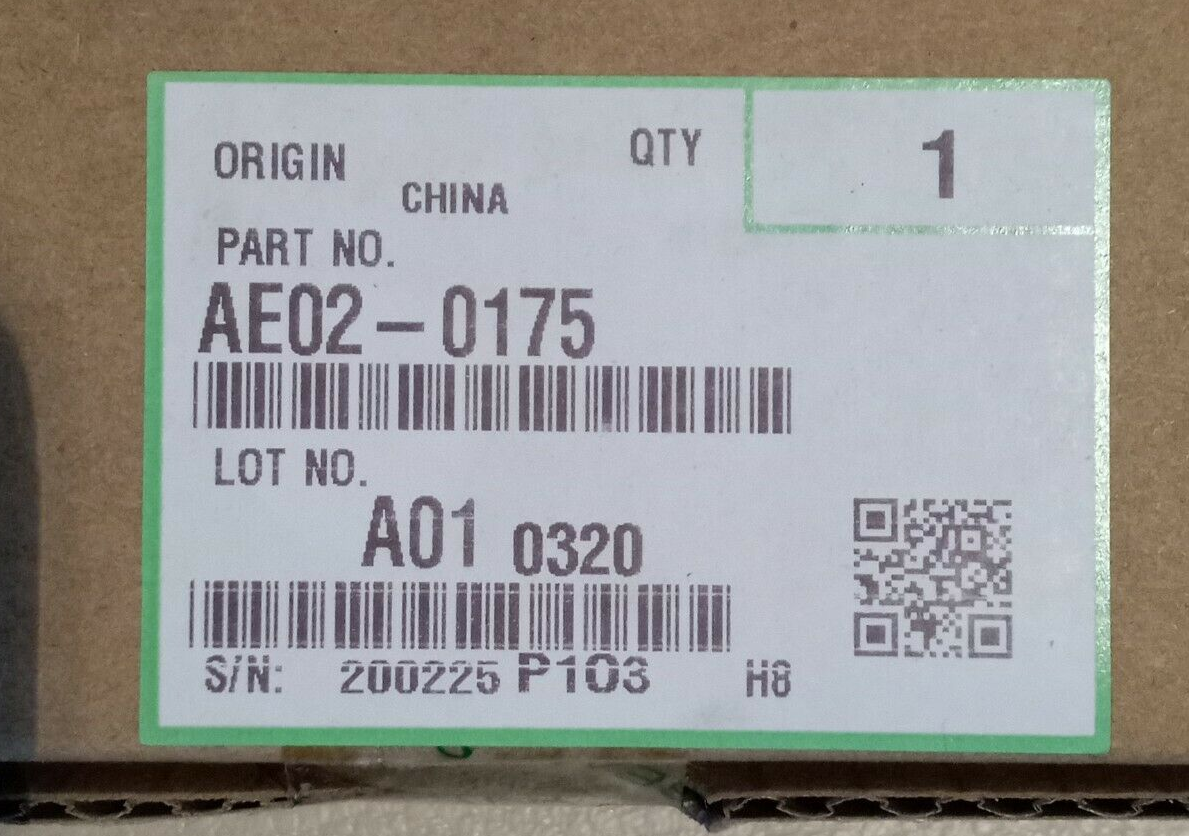 ORIGIN
CHINA
QTY
1
PART NO.
AE02-0175
LOT NO.
A01 0320
S/N: 200225 P103 H8